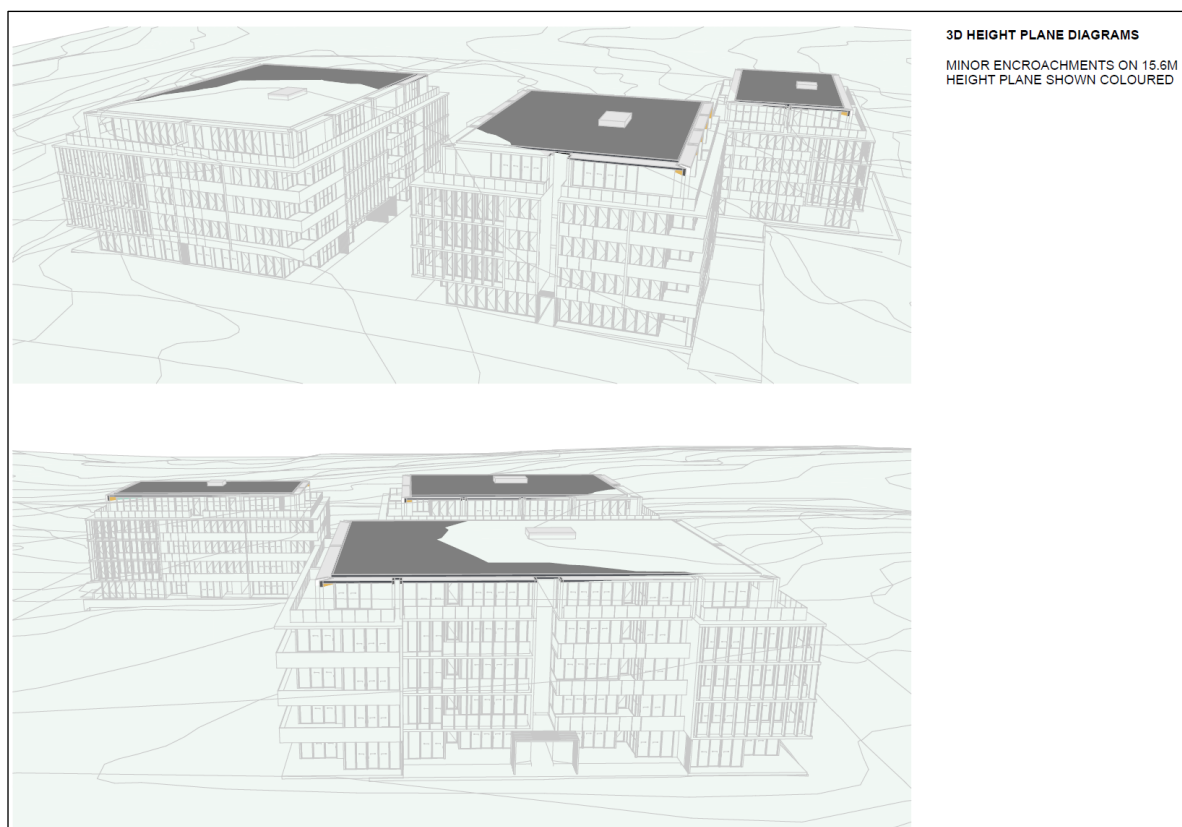 3D HEIGHT PLANE DIAGRAMS
MINOR ENCROACHMENTS ON 15.6M
HEIGHT PLANE SHOWN COLOURED